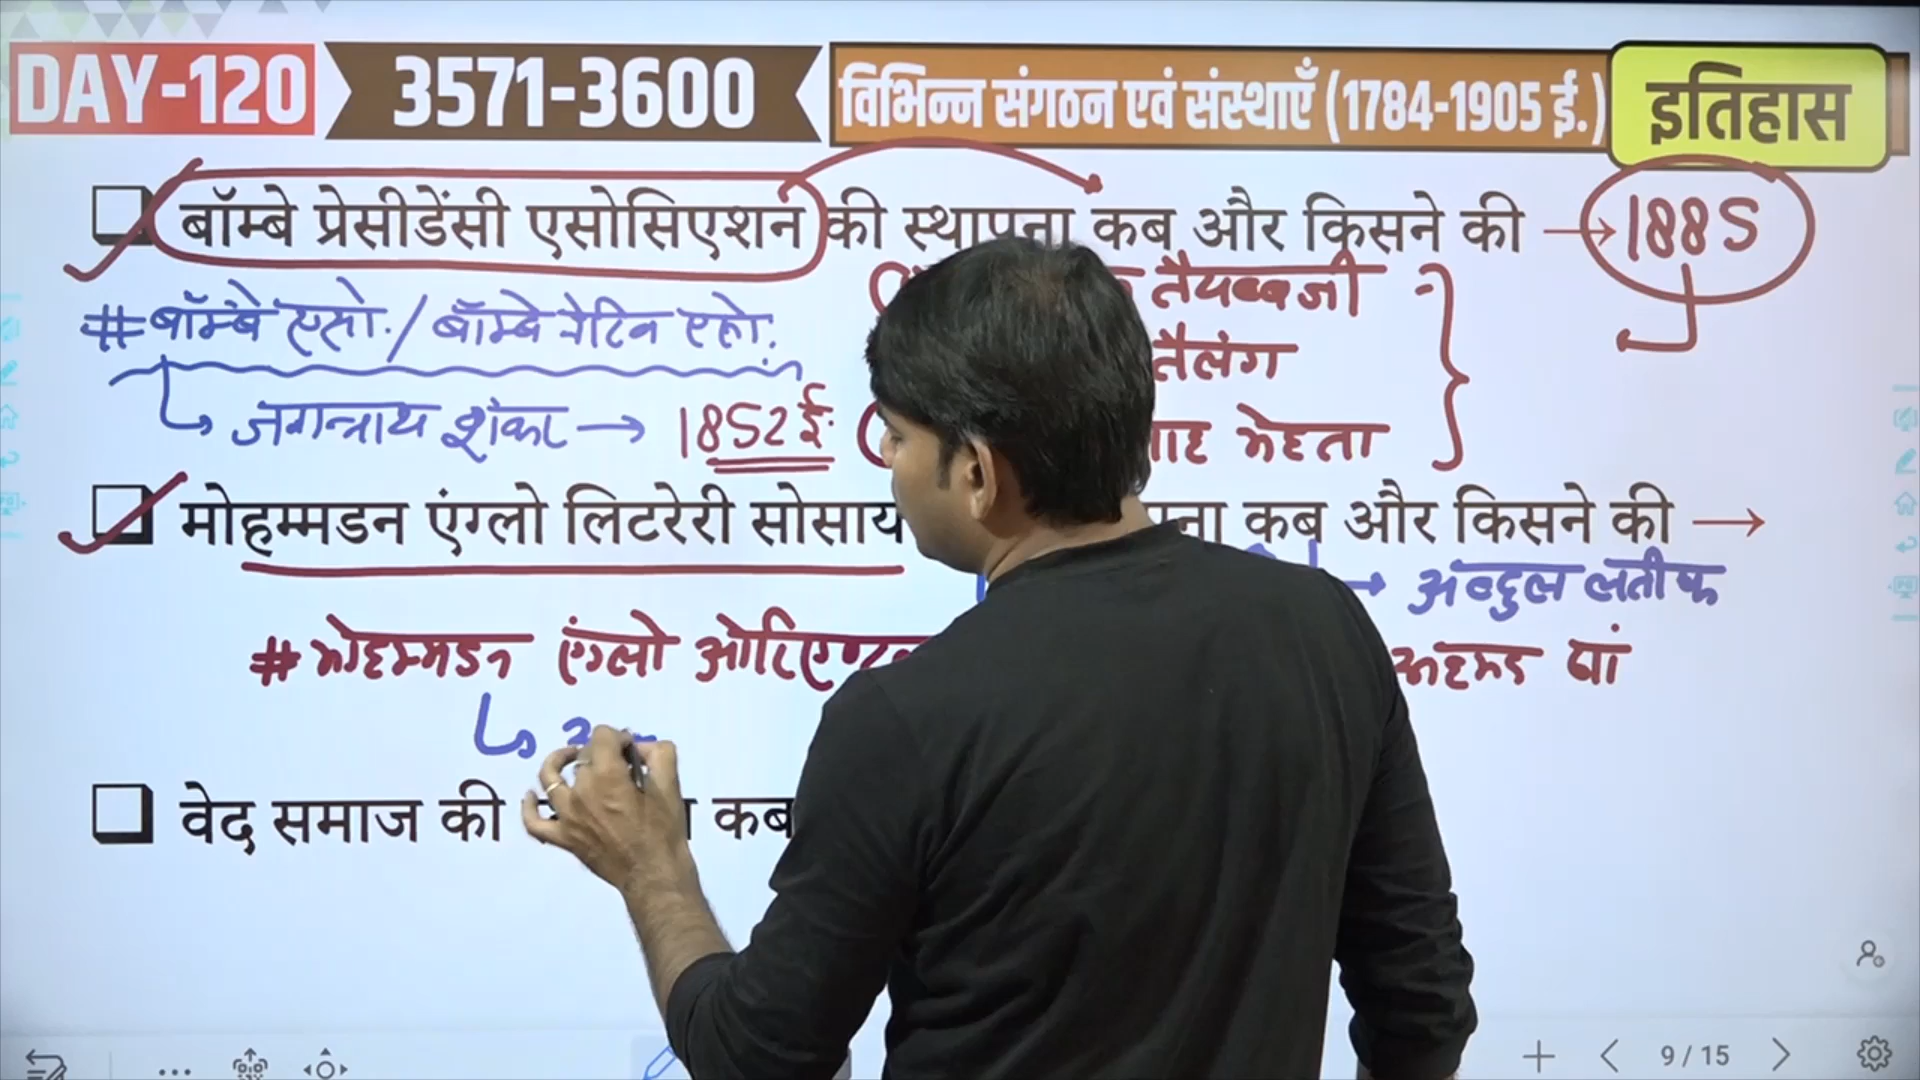 DAY-120 3571-3600 विभिन्न संगठन एवं संस्थाएँ (1784-1905 ई.) इतिहास
बॉम्बे प्रेसीडेंसी एसोसिएशन की स्थापना कब और किसने की → 1885
तैय्यबजी
#बॉम्बे एसो. / बॉम्बे नेटिव एसो.
तैलंग
जगन्नाथ शंकर → 1852 ई.
मेहता
मोहम्मडन एंग्लो लिटरेरी सोसाय ना कब और किसने की →
→ अब्दुल लतीफ
#मोहम्मडन एंग्लो ओरिएण्टल अहमद खां
वेद समाज की कब
9 / 15